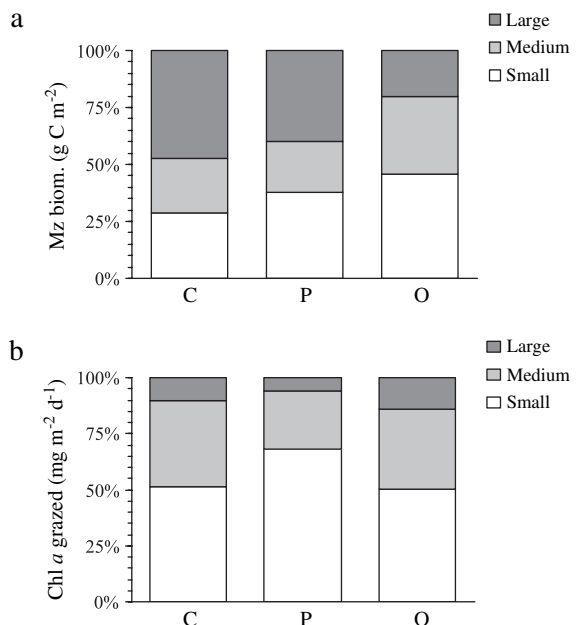 a
Large
Medium
Small
Mz biom. (g C m⁻²)
100%
75%
50%
25%
0%
C P O
b
Large
Medium
Small
Chl a grazed (mg m⁻² d⁻¹)
100%
75%
50%
25%
0%
C P O